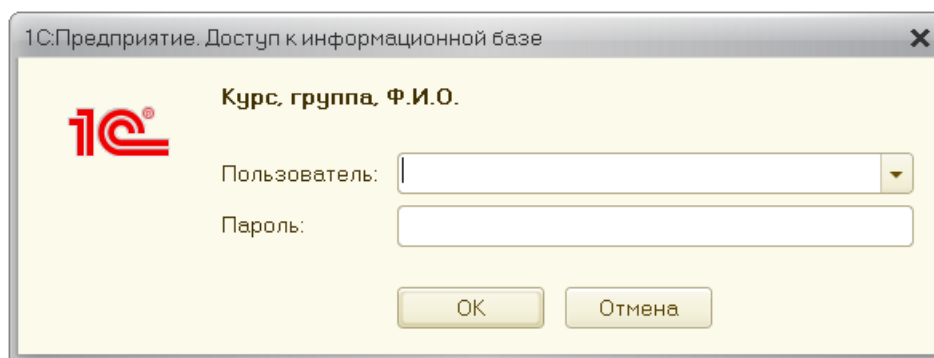 1С:Предприятие. Доступ к информационной базе
1С®
Курс, группа, Ф.И.О.
Пользователь:
Пароль:
OK
Отмена